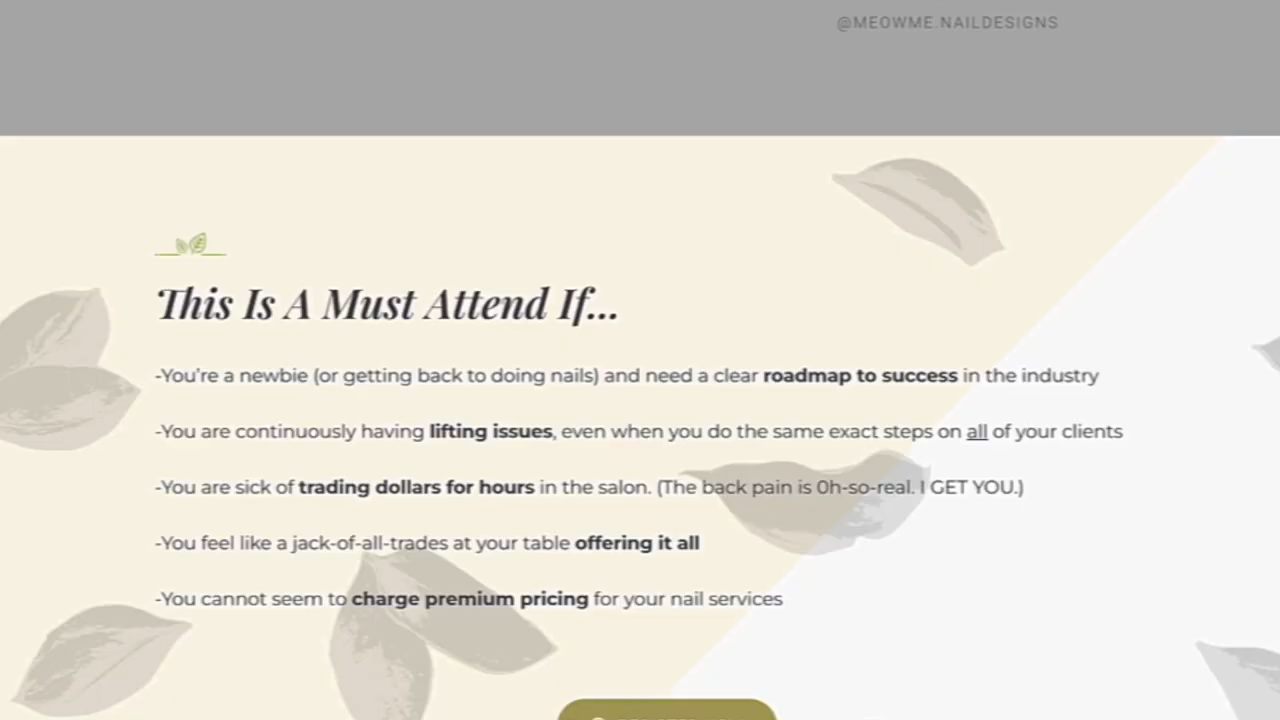 @MEOWME.NAILDESIGNS
This Is A Must Attend If...
-You're a newbie (or getting back to doing nails) and need a clear roadmap to success in the industry
-You are continuously having lifting issues, even when you do the same exact steps on all of your clients
-You are sick of trading dollars for hours in the salon. (The back pain is 0h-so-real. I GET YOU.)
-You feel like a jack-of-all-trades at your table offering it all
-You cannot seem to charge premium pricing for your nail services